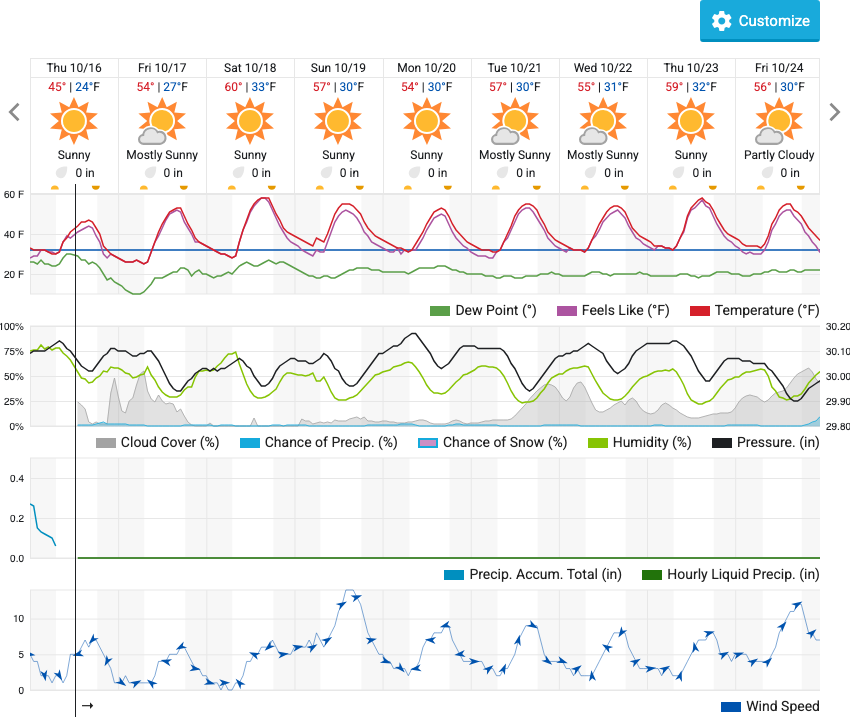 Customize
Thu 10/16 Fri 10/17 Sat 10/18 Sun 10/19 Mon 10/20 Tue 10/21 Wed 10/22 Thu 10/23 Fri 10/24
45° | 24°F 54° | 27°F 60° | 33°F 57° | 30°F 54° | 30°F 57° | 30°F 55° | 31°F 59° | 32°F 56° | 30°F
Sunny Mostly Sunny Sunny Sunny Sunny Mostly Sunny Mostly Sunny Sunny Partly Cloudy
0 in 0 in 0 in 0 in 0 in 0 in 0 in 0 in 0 in
60 F
40 F
20 F
Dew Point (°) Feels Like (°F) Temperature (°F)
100% 30.20
75% 30.10
50% 30.00
25% 29.90
0% 29.80
Cloud Cover (%) Chance of Precip. (%) Chance of Snow (%) Humidity (%) Pressure. (in)
0.4
0.2
0.0
Precip. Accum. Total (in) Hourly Liquid Precip. (in)
10
5
0
→
Wind Speed